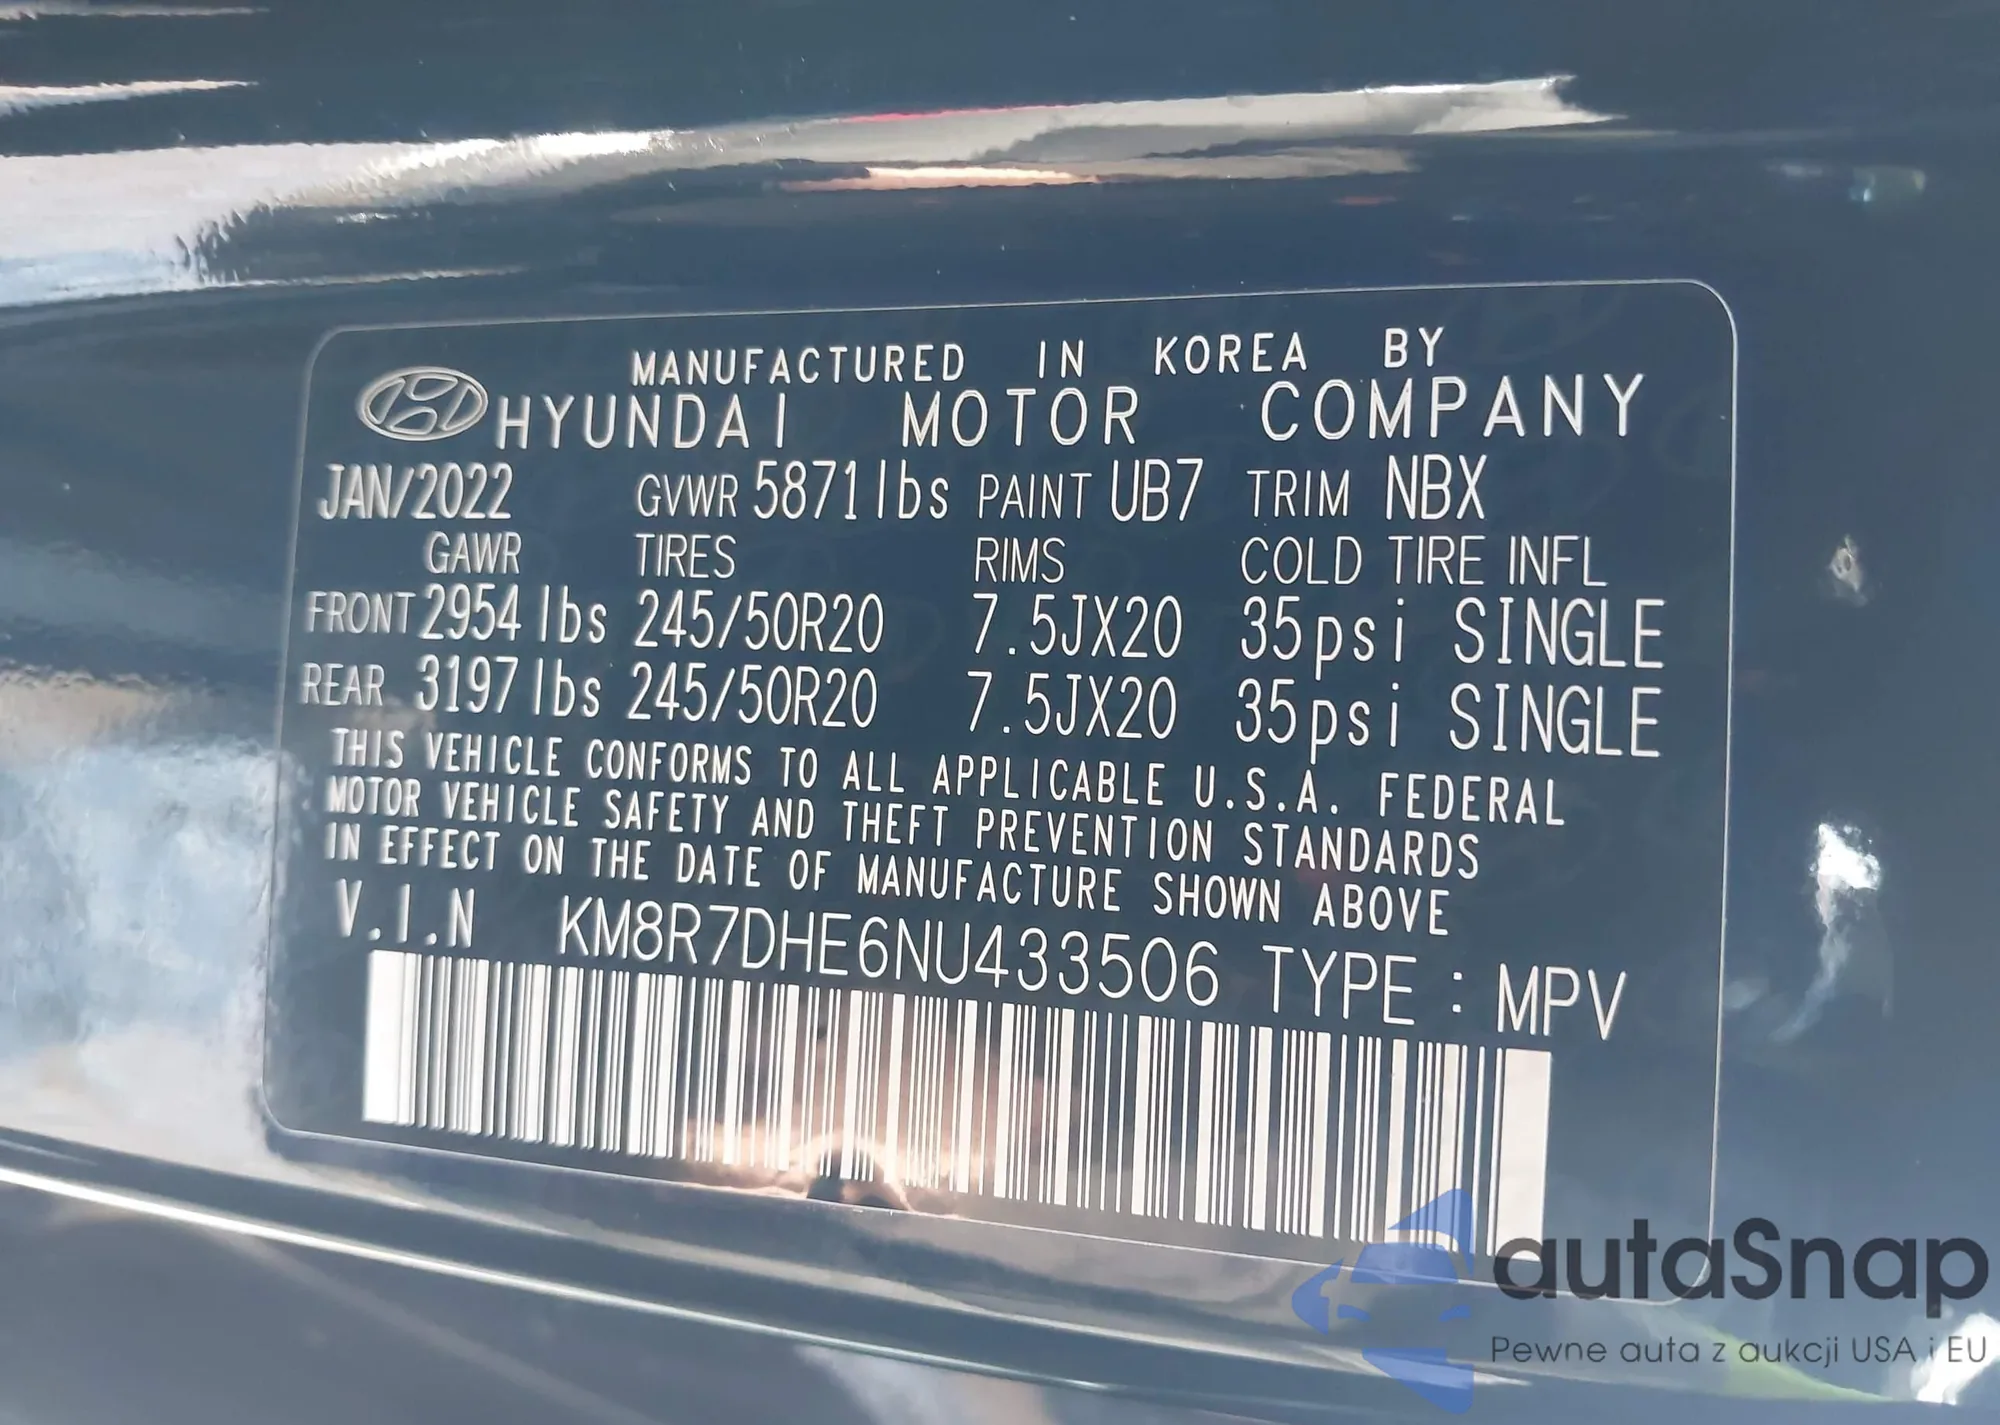 MANUFACTURED IN KOREA BY
HYUNDAI MOTOR COMPANY
JAN/2022 GVWR 5871 lbs PAINT UB7 TRIM NBX
GAWR TIRES RIMS COLD TIRE INFL
FRONT 2954 lbs 245/50R20 7.5JX20 35psi SINGLE
REAR 3197 lbs 245/50R20 7.5JX20 35psi SINGLE
THIS VEHICLE CONFORMS TO ALL APPLICABLE U.S.A. FEDERAL
MOTOR VEHICLE SAFETY AND THEFT PREVENTION STANDARDS
IN EFFECT ON THE DATE OF MANUFACTURE SHOWN ABOVE
V.I.N KM8R7DHE6NU433506 TYPE : MPV
autaSnap
Pewne auta z aukcji USA i EU